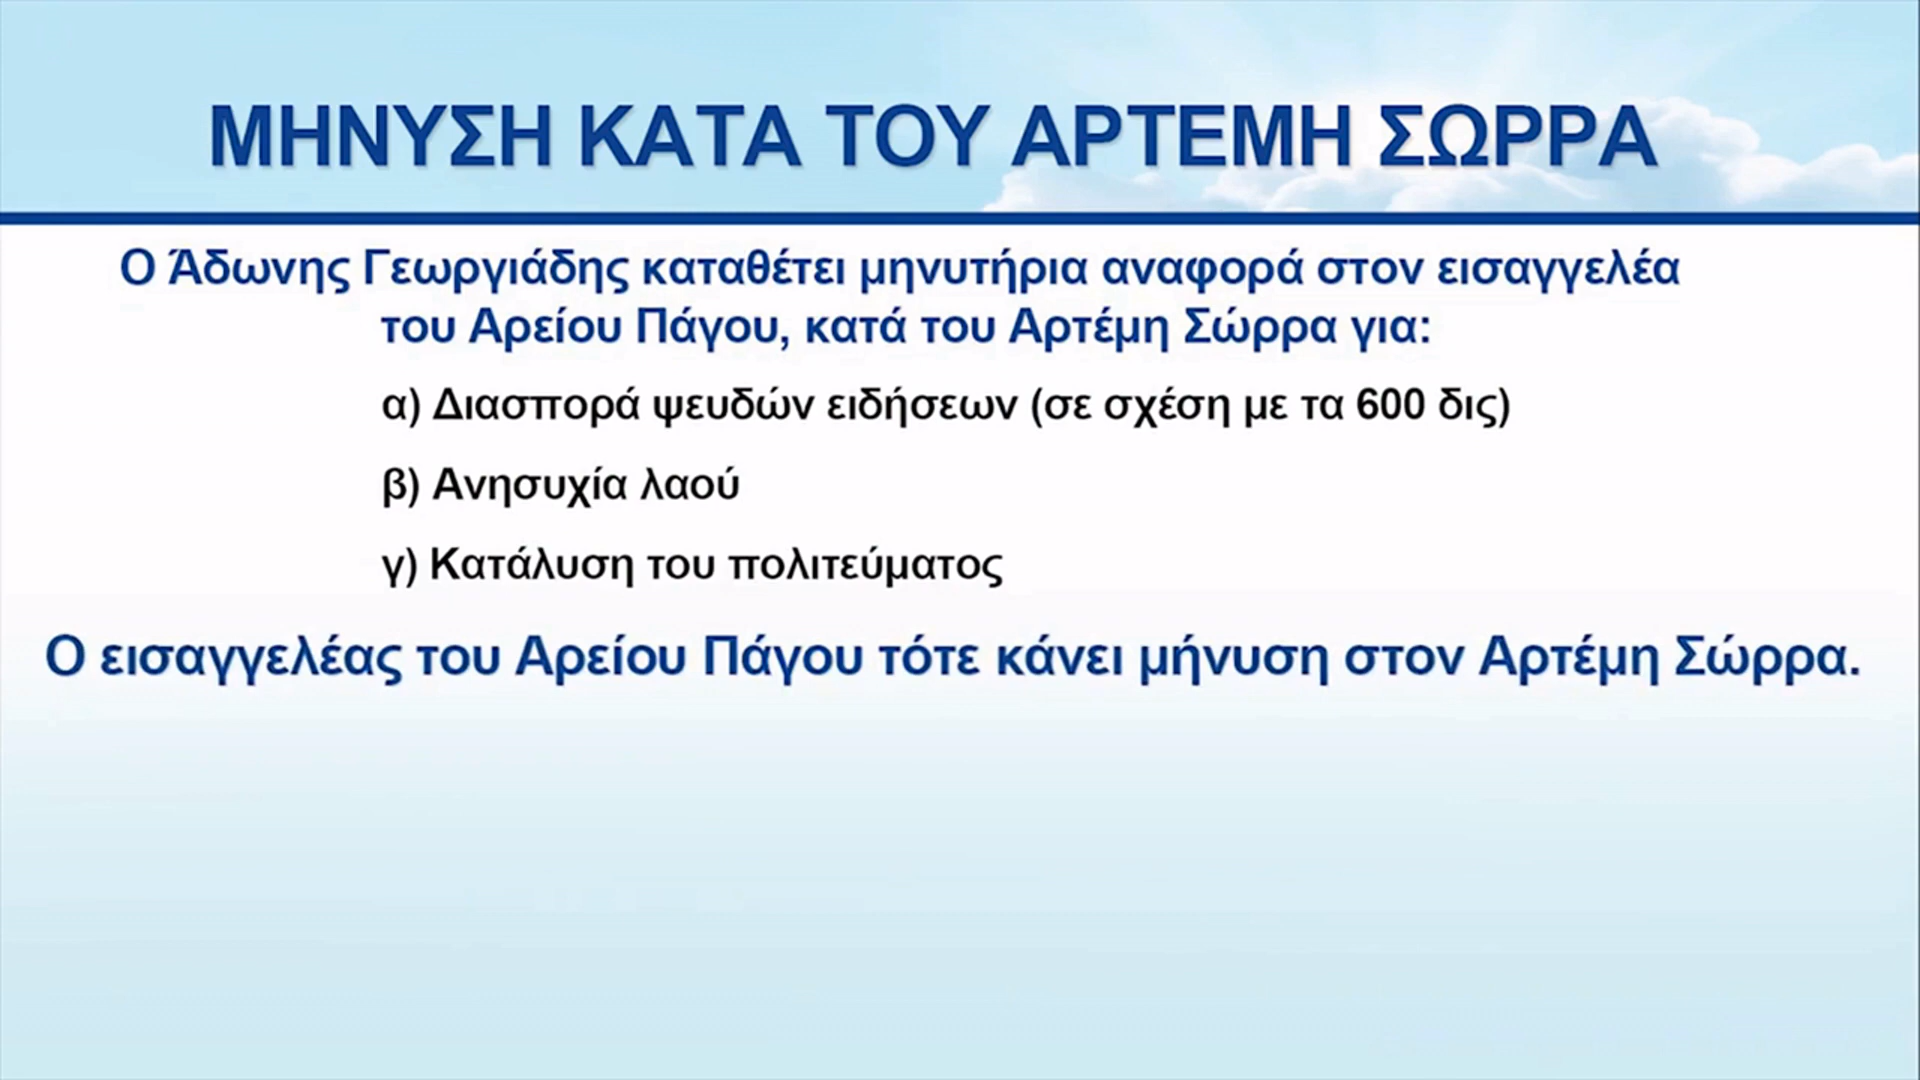 ΜΗΝΥΣΗ ΚΑΤΑ ΤΟΥ ΑΡΤΕΜΗ ΣΩΡΡΑ
Ο Άδωνης Γεωργιάδης καταθέτει μηνυτήρια αναφορά στον εισαγγελέα
του Αρείου Πάγου, κατά του Αρτέμη Σώρρα για:
α) Διασπορά ψευδών ειδήσεων (σε σχέση με τα 600 δις)
β) Ανησυχία λαού
γ) Κατάλυση του πολιτεύματος
Ο εισαγγελέας του Αρείου Πάγου τότε κάνει μήνυση στον Αρτέμη Σώρρα.